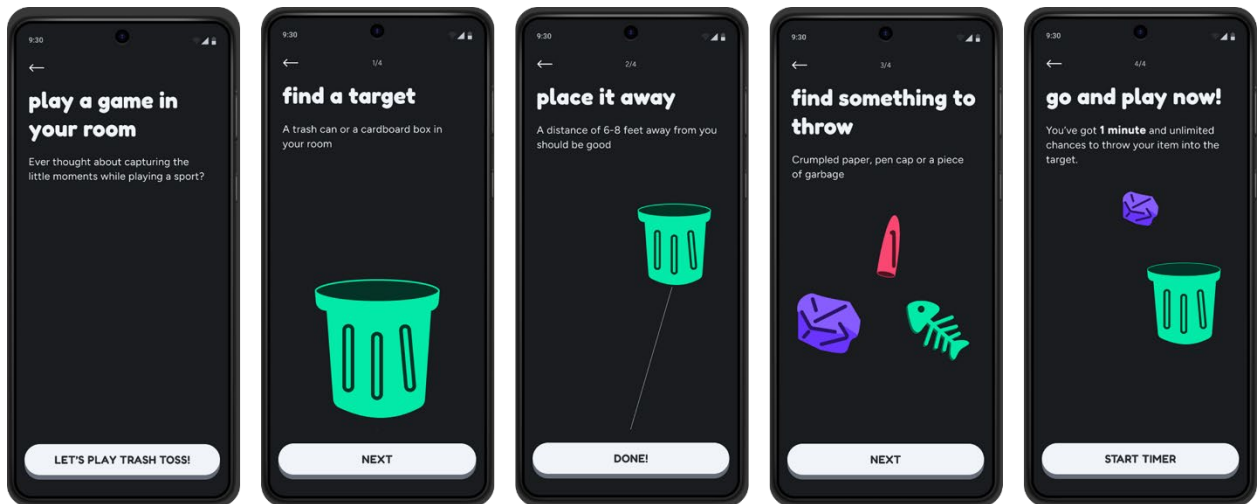 9:30
play a game in
your room
Ever thought about capturing the
little moments while playing a sport?
LET'S PLAY TRASH TOSS!
9:30
1/4
find a target
A trash can or a cardboard box in
your room
NEXT
9:30
2/4
place it away
A distance of 6-8 feet away from you
should be good
DONE!
9:30
3/4
find something to
throw
Crumpled paper, pen cap or a piece
of garbage
NEXT
9:30
4/4
go and play now!
You've got 1 minute and unlimited
chances to throw your item into the
target.
START TIMER